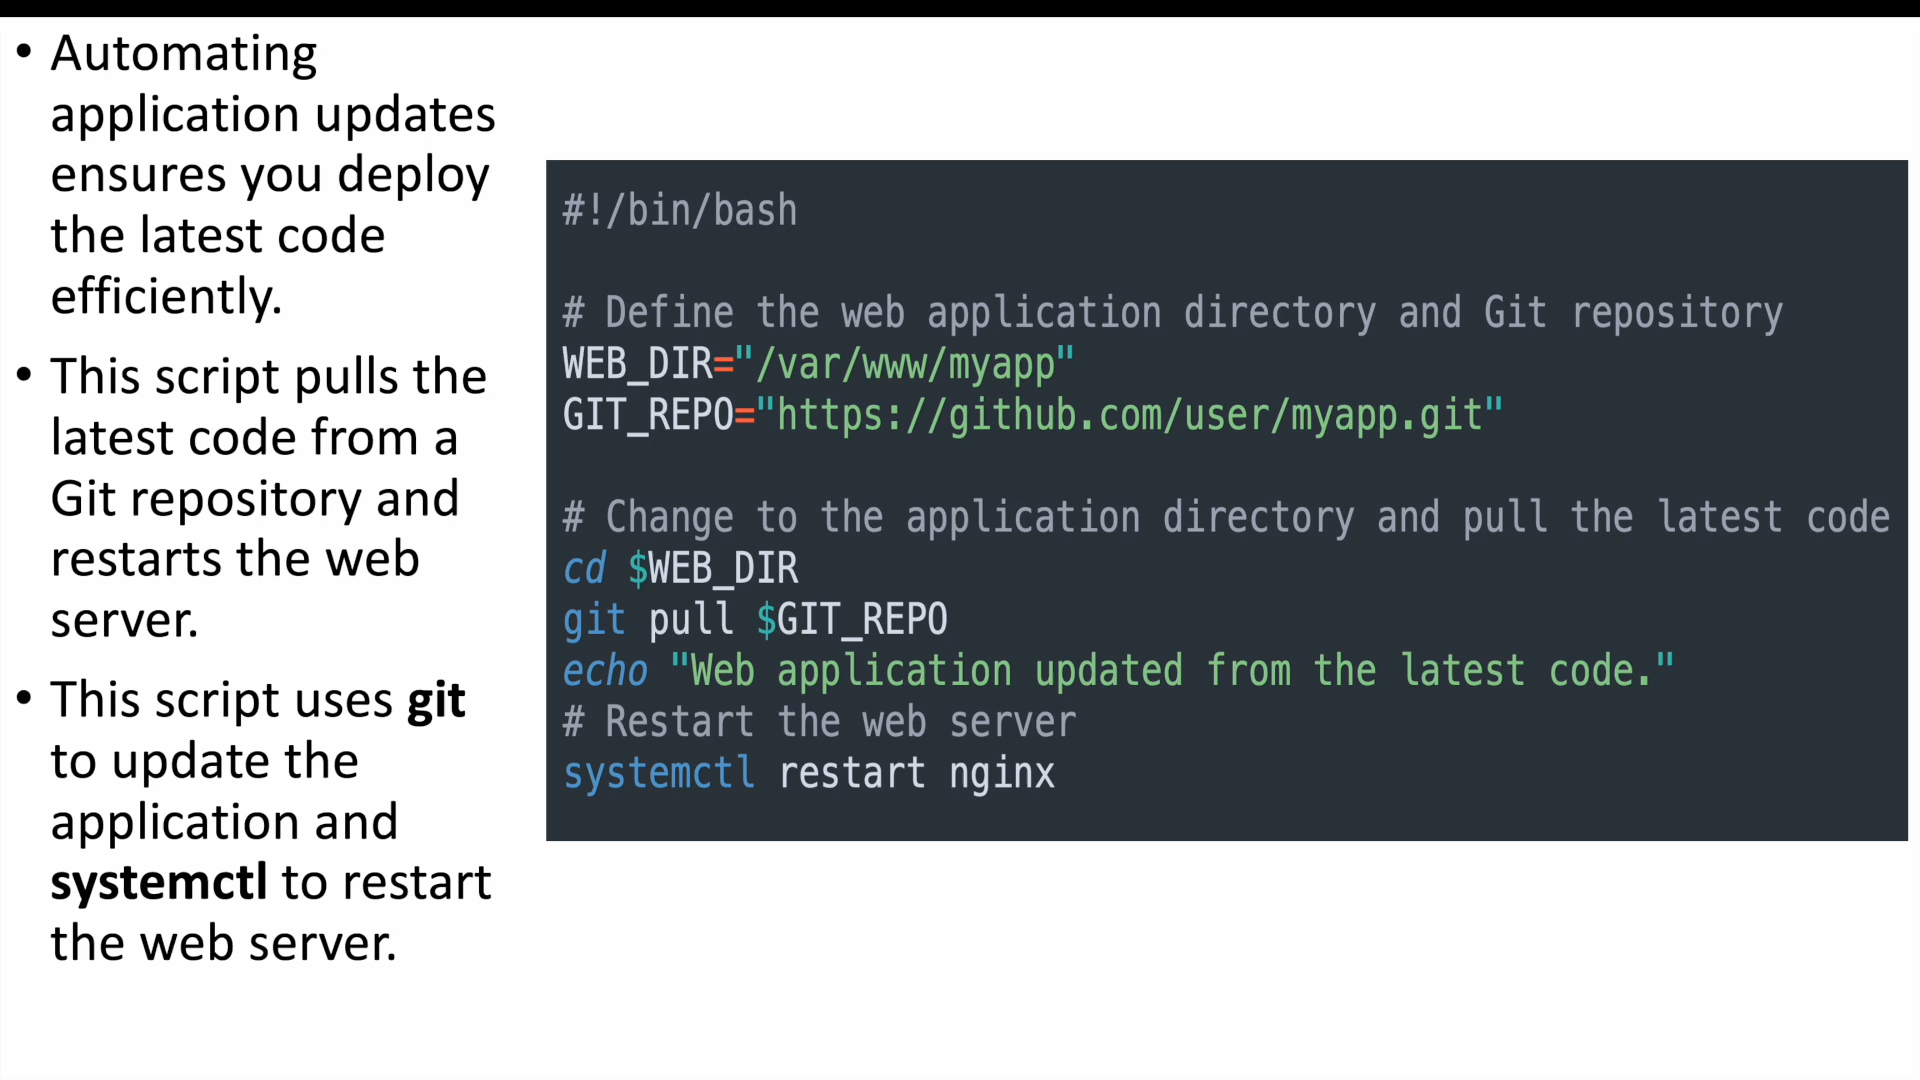 • Automating
application updates
ensures you deploy
the latest code
efficiently.
• This script pulls the
latest code from a
Git repository and
restarts the web
server.
• This script uses git
to update the
application and
systemctl to restart
the web server.
#!/bin/bash
# Define the web application directory and Git repository
WEB_DIR="/var/www/myapp"
GIT_REPO="https://github.com/user/myapp.git"
# Change to the application directory and pull the latest code
cd $WEB_DIR
git pull $GIT_REPO
echo "Web application updated from the latest code."
# Restart the web server
systemctl restart nginx